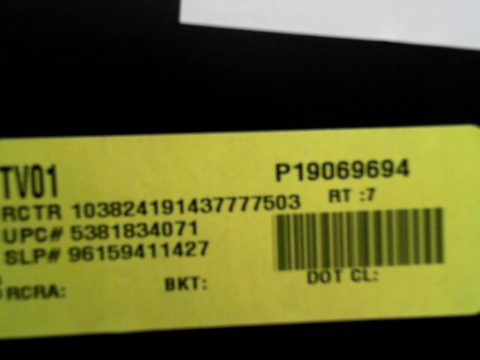 TV01
P19069694
RCTR 103824191437777503
RT :7
UPC# 5381834071
SLP# 96159411427
RCRA:
BKT:
DOT CL: